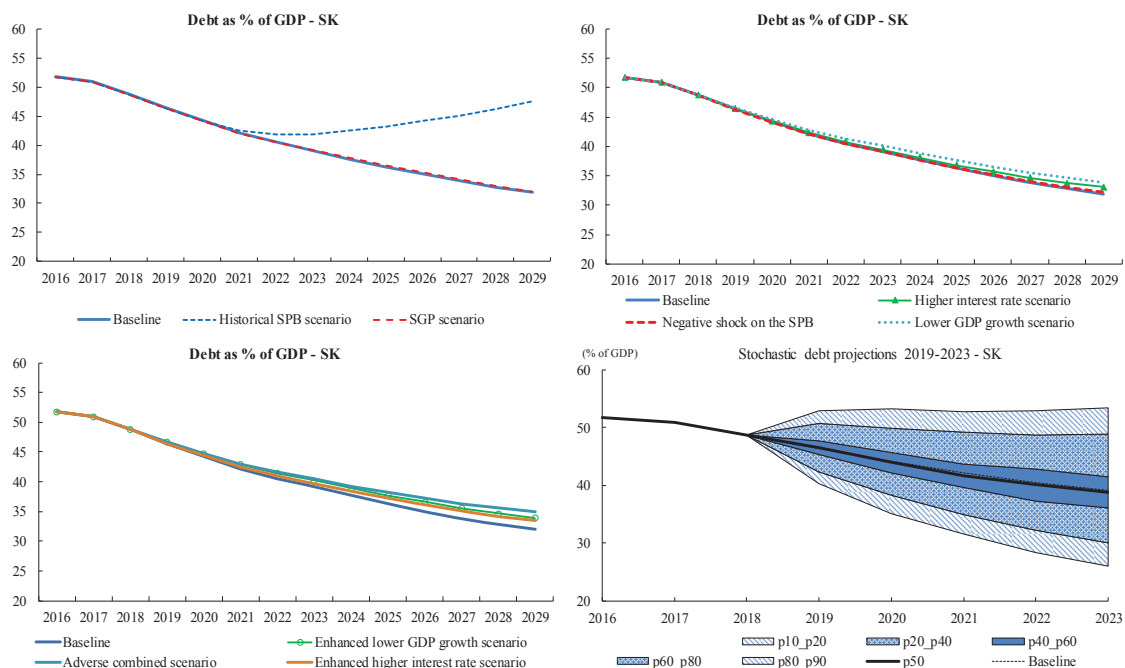 Debt as % of GDP - SK
60
55
50
45
40
35
30
25
20
2016 2017 2018 2019 2020 2021 2022 2023 2024 2025 2026 2027 2028 2029
Baseline Historical SPB scenario SGP scenario
Debt as % of GDP - SK
60
55
50
45
40
35
30
25
20
2016 2017 2018 2019 2020 2021 2022 2023 2024 2025 2026 2027 2028 2029
Baseline Higher interest rate scenario
Negative shock on the SPB Lower GDP growth scenario
Debt as % of GDP - SK
60
55
50
45
40
35
30
25
20
2016 2017 2018 2019 2020 2021 2022 2023 2024 2025 2026 2027 2028 2029
Baseline Enhanced lower GDP growth scenario
Adverse combined scenario Enhanced higher interest rate scenario
(% of GDP) Stochastic debt projections 2019-2023 - SK
60
50
40
30
20
2016 2017 2018 2019 2020 2021 2022 2023
p10_p20 p20_p40 p40_p60
p60_p80 p80_p90 p50 Baseline